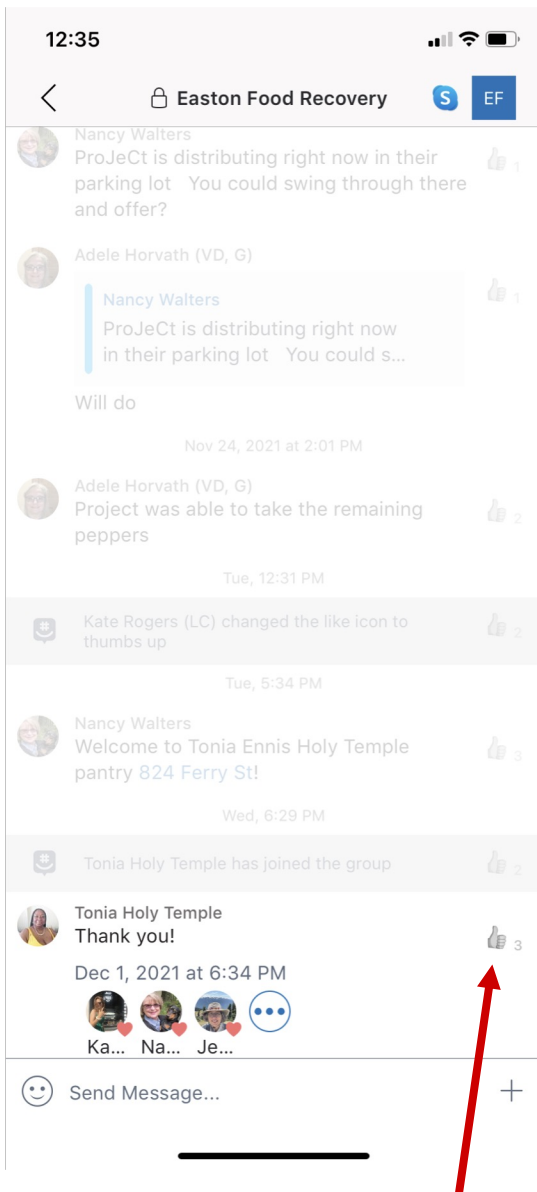 12:35
Easton Food Recovery
S
EF
Nancy Walters
ProJeCt is distributing right now in their
parking lot You could swing through there
and offer?
1
Adele Horvath (VD, G)
1
Nancy Walters
ProJeCt is distributing right now
in their parking lot You could s...
Will do
Nov 24, 2021 at 2:01 PM
Adele Horvath (VD, G)
Project was able to take the remaining
peppers
2
Tue, 12:31 PM
Kate Rogers (LC) changed the like icon to
thumbs up
2
Tue, 5:34 PM
Nancy Walters
Welcome to Tonia Ennis Holy Temple
pantry 824 Ferry St!
3
Wed, 6:29 PM
Tonia Holy Temple has joined the group
2
Tonia Holy Temple
Thank you!
3
Dec 1, 2021 at 6:34 PM
Ka... Na... Je...
Send Message...